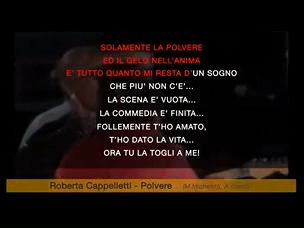 SOLAMENTE LA POLVERE
ED IL GELO NELL'ANIMA
E' TUTTO QUANTO MI RESTA D'UN SOGNO
CHE PIU' NON C'E'...
LA SCENA E' VUOTA...
LA COMMEDIA E' FINITA...
FOLLEMENTE T'HO AMATO,
T'HO DATO LA VITA...
ORA TU LA TOGLI A ME!
Roberta Cappelletti - Polvere